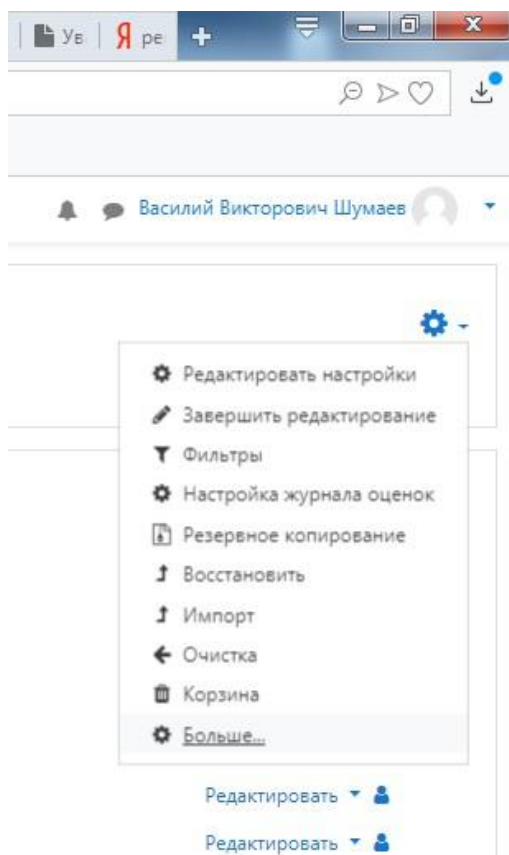 Ув Я ре
Василий Викторович Шумаев
Редактировать настройки
Завершить редактирование
Фильтры
Настройка журнала оценок
Резервное копирование
Восстановить
Импорт
Очистка
Корзина
Больше...
Редактировать
Редактировать